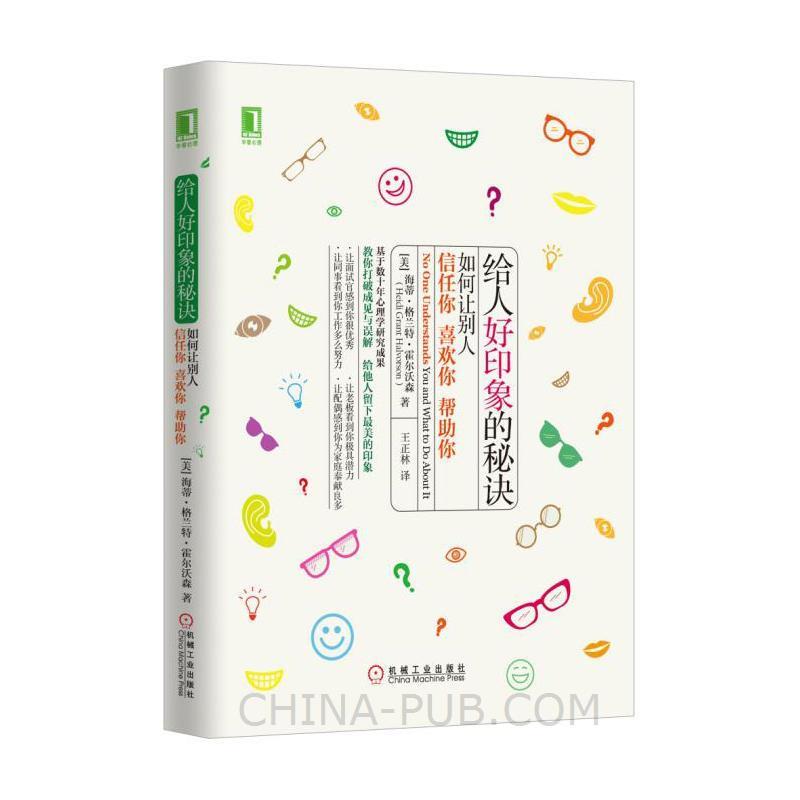 华章心理
给人好印象的秘诀
如何让别人
信任你 喜欢你 帮助你
[美] 海蒂·格兰特·霍尔沃森 著
机械工业出版社
China Machine Press
华章心理
给人好印象的秘诀
如何让别人
信任你 喜欢你 帮助你
No One Understands You and What to Do About It
[美] 海蒂·格兰特·霍尔沃森 著
(Heidi Grant Halvorson)
王正林 译
基于数十年心理学研究成果
教你打破成见与误解 给他人留下最美的印象
·让面试官感到你很优秀 ·让老板看到你极具潜力
·让同事看到你工作多么努力 ·让配偶感到你为家庭奉献良多
机械工业出版社
China Machine Press
CHINA-PUB.COM